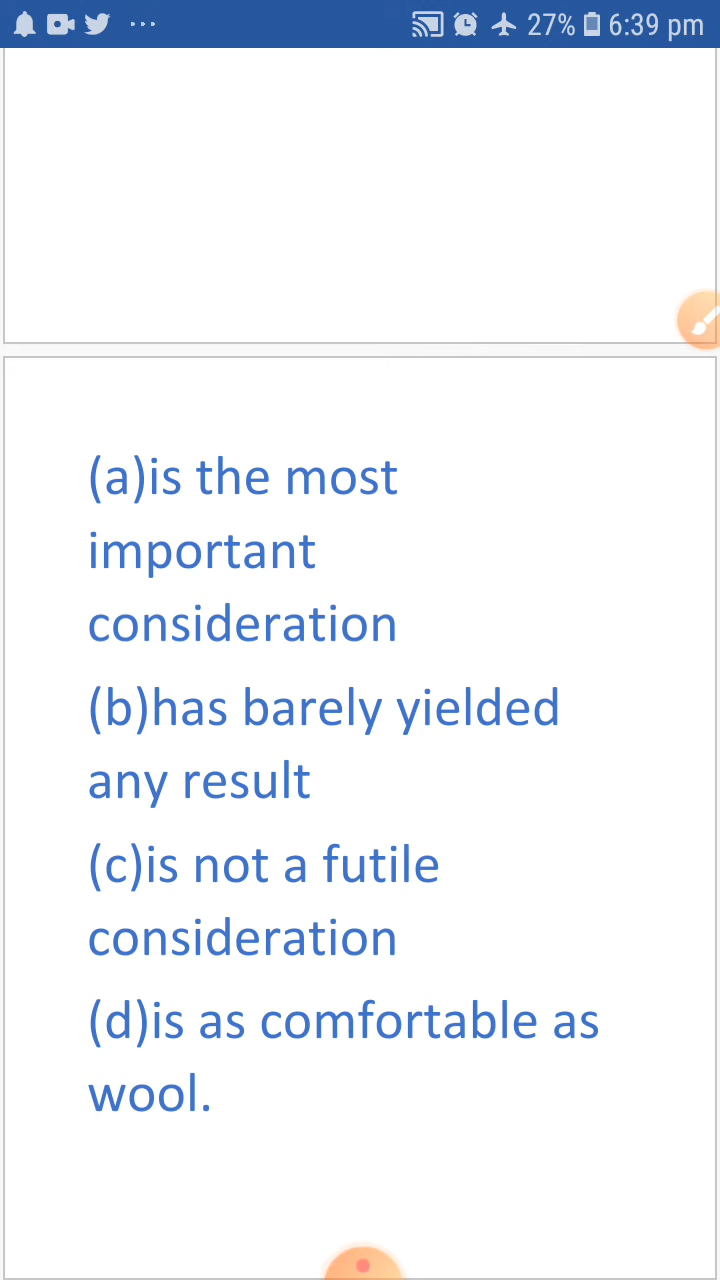 27% 6:39 pm
(a)is the most
important
consideration
(b)has barely yielded
any result
(c)is not a futile
consideration
(d)is as comfortable as
wool.